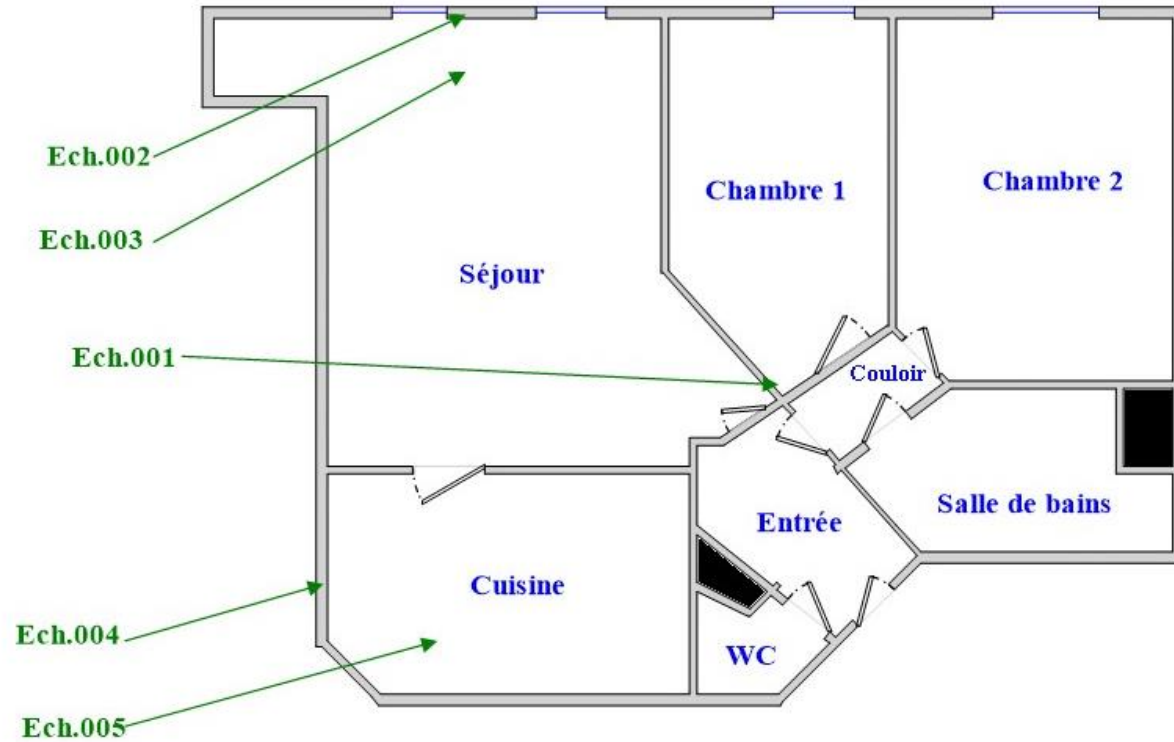 Ech.002
Chambre 1
Chambre 2
Ech.003
Séjour
Ech.001
Couloir
Salle de bains
Entrée
Cuisine
Ech.004
WC
Ech.005